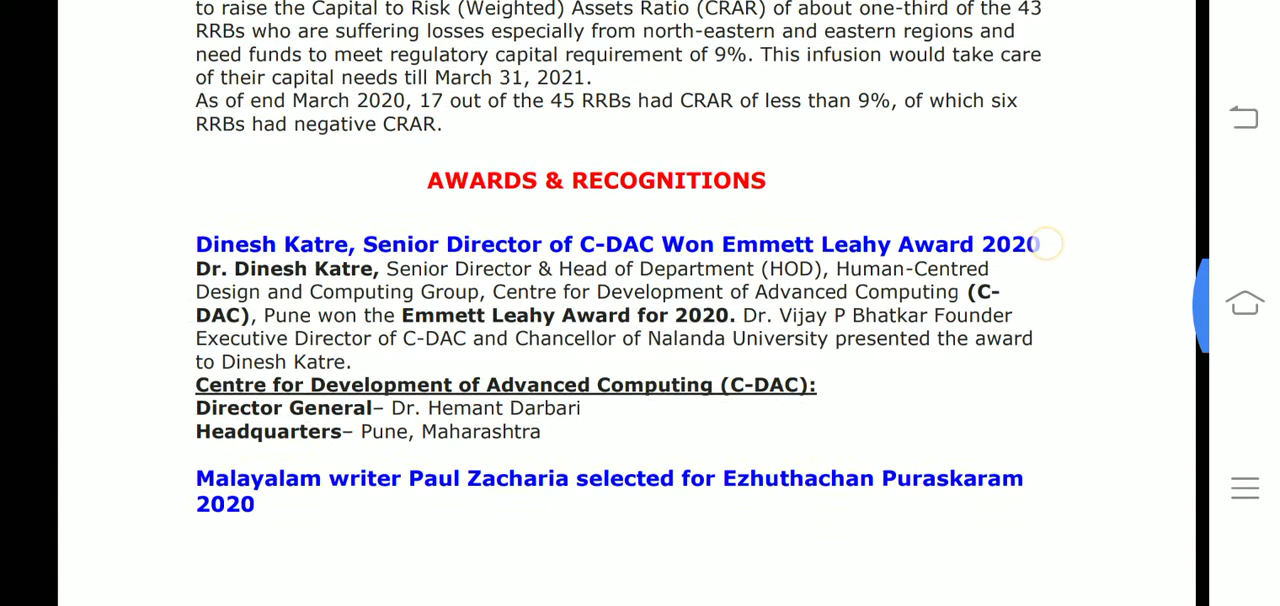 to raise the Capital to Risk (Weighted) Assets Ratio (CRAR) of about one-third of the 43
RRBs who are suffering losses especially from north-eastern and eastern regions and
need funds to meet regulatory capital requirement of 9%. This infusion would take care
of their capital needs till March 31, 2021.
As of end March 2020, 17 out of the 45 RRBs had CRAR of less than 9%, of which six
RRBs had negative CRAR.
AWARDS & RECOGNITIONS
Dinesh Katre, Senior Director of C-DAC Won Emmett Leahy Award 2020
Dr. Dinesh Katre, Senior Director & Head of Department (HOD), Human-Centred
Design and Computing Group, Centre for Development of Advanced Computing (C-
DAC), Pune won the Emmett Leahy Award for 2020. Dr. Vijay P Bhatkar Founder
Executive Director of C-DAC and Chancellor of Nalanda University presented the award
to Dinesh Katre.
Centre for Development of Advanced Computing (C-DAC):
Director General– Dr. Hemant Darbari
Headquarters– Pune, Maharashtra
Malayalam writer Paul Zacharia selected for Ezhuthachan Puraskaram
2020